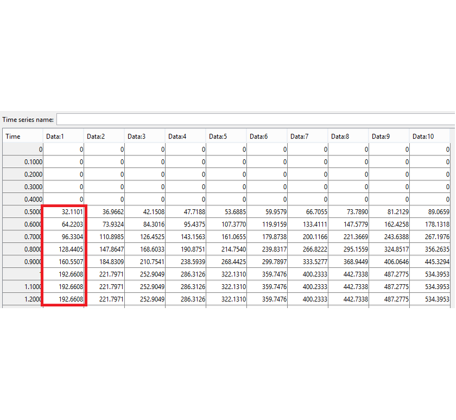 Time series name:
Time Data:1 Data:2 Data:3 Data:4 Data:5 Data:6 Data:7 Data:8 Data:9 Data:10
0 0 0 0 0 0 0 0 0 0 0
0.1000 0 0 0 0 0 0 0 0 0 0
0.2000 0 0 0 0 0 0 0 0 0 0
0.3000 0 0 0 0 0 0 0 0 0 0
0.4000 0 0 0 0 0 0 0 0 0 0
0.5000 32.1101 36.9662 42.1508 47.7188 53.6885 59.9579 66.7055 73.7890 81.2129 89.0659
0.6000 64.2203 73.9324 84.3016 95.4375 107.3770 119.9159 133.4111 147.5779 162.4258 178.1318
0.7000 96.3304 110.8985 126.4525 143.1563 161.0655 179.8738 200.1166 221.3669 243.6388 267.1976
0.8000 128.4405 147.8647 168.6033 190.8751 214.7540 239.8317 266.8222 295.1559 324.8517 356.2635
0.9000 160.5507 184.8309 210.7541 238.5939 268.4425 299.7897 333.5277 368.9449 406.0646 445.3294
192.6608 221.7971 252.9049 286.3126 322.1310 359.7476 400.2333 442.7338 487.2775 534.3953
1.1000 192.6608 221.7971 252.9049 286.3126 322.1310 359.7476 400.2333 442.7338 487.2775 534.3953
1.2000 192.6608 221.7971 252.9049 286.3126 322.1310 359.7476 400.2333 442.7338 487.2775 534.3953